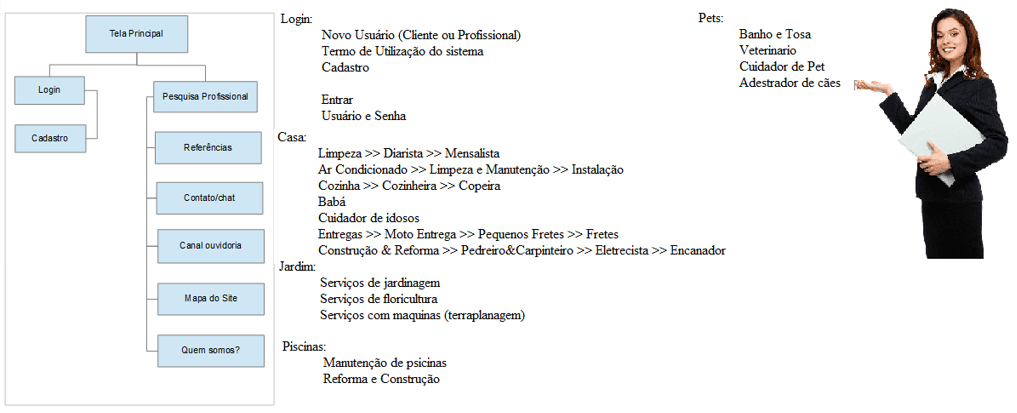 Tela Principal
Login
Cadastro
Pesquisa Profissional
Referências
Contato/chat
Canal ouvidoria
Mapa do Site
Quem somos?
Login:
Novo Usuário (Cliente ou Profissional)
Termo de Utilização do sistema
Cadastro
Entrar
Usuário e Senha
Casa:
Limpeza >> Diarista >> Mensalista
Ar Condicionado >> Limpeza e Manutenção >> Instalação
Cozinha >> Cozinheira >> Copeira
Babá
Cuidador de idosos
Entregas >> Moto Entrega >> Pequenos Fretes >> Fretes
Construção & Reforma >> Pedreiro&Carpinteiro >> Eletrecista >> Encanador
Jardim:
Serviços de jardinagem
Serviços de floricultura
Serviços com maquinas (terraplanagem)
Piscinas:
Manutenção de psicinas
Reforma e Construção
Pets:
Banho e Tosa
Veterinario
Cuidador de Pet
Adestrador de cães